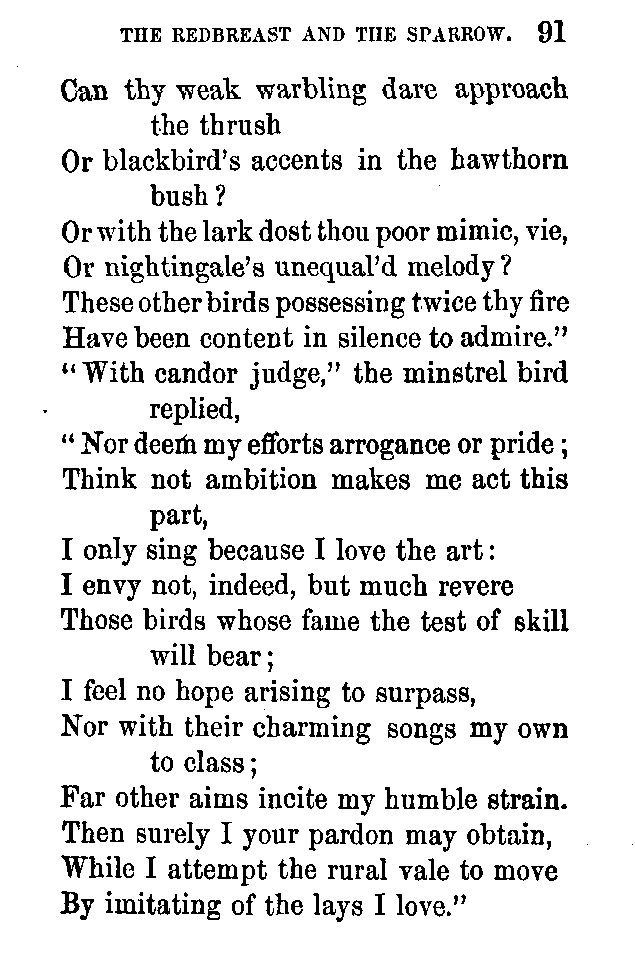 THE REDBREAST AND THE SPARROW. 91
Can thy weak warbling dare approach
the thrush
Or blackbird's accents in the hawthorn
bush?
Or with the lark dost thou poor mimic, vie,
Or nightingale's unequal'd melody?
These other birds possessing twice thy fire
Have been content in silence to admire."
"With candor judge," the minstrel bird
replied,
"Nor deem my efforts arrogance or pride;
Think not ambition makes me act this
part,
I only sing because I love the art:
I envy not, indeed, but much revere
Those birds whose fame the test of skill
will bear;
I feel no hope arising to surpass,
Nor with their charming songs my own
to class;
Far other aims incite my humble strain.
Then surely I your pardon may obtain,
While I attempt the rural vale to move
By imitating of the lays I love."